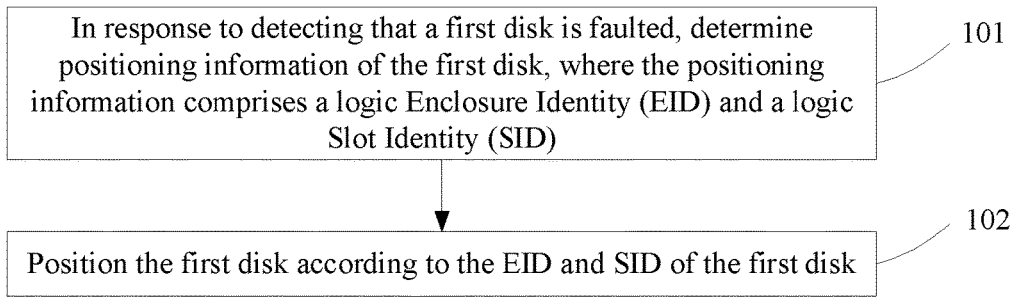 In response to detecting that a first disk is faulted, determine
positioning information of the first disk, where the positioning
information comprises a logic Enclosure Identity (EID) and a logic
Slot Identity (SID)
101
Position the first disk according to the EID and SID of the first disk
102